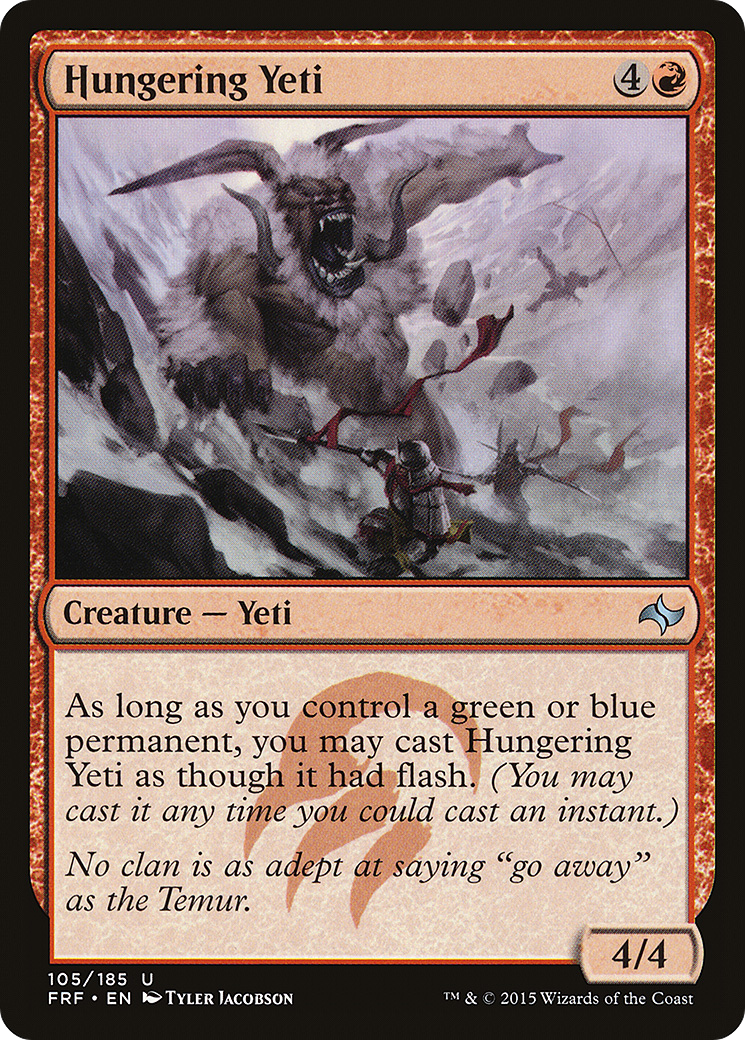 Hungering Yeti 4
Creature — Yeti
As long as you control a green or blue
permanent, you may cast Hungering
Yeti as though it had flash. (You may
cast it any time you could cast an instant.)
No clan is as adept at saying “go away”
as the Temur.
4/4
105/185 U
FRF • EN Tyler Jacobson
™ & © 2015 Wizards of the Coast